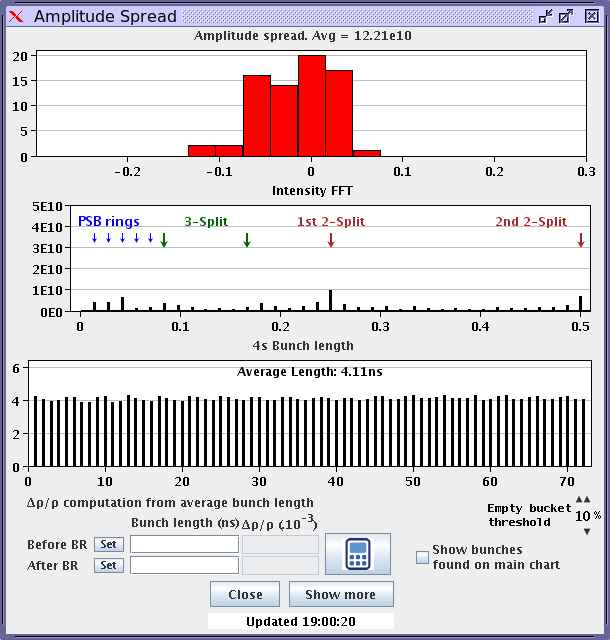 Amplitude Spread
Amplitude spread. Avg = 12.21e10
20
15
10
5
0
-0.2 -0.1 0 0.1 0.2 0.3
Intensity FFT
5E10
4E10
3E10
2E10
1E10
0E0
PSB rings 3-Split 1st 2-Split 2nd 2-Split
0 0.1 0.2 0.3 0.4 0.5
4s Bunch length
Average Length: 4.11ns
6
4
2
0
0 10 20 30 40 50 60 70
Δρ/ρ computation from average bunch length
Bunch length (ns) Δρ/ρ (.10⁻³)
Before BR Set
After BR Set
Empty bucket
threshold
10 %
Show bunches
found on main chart
Close Show more
Updated 19:00:20